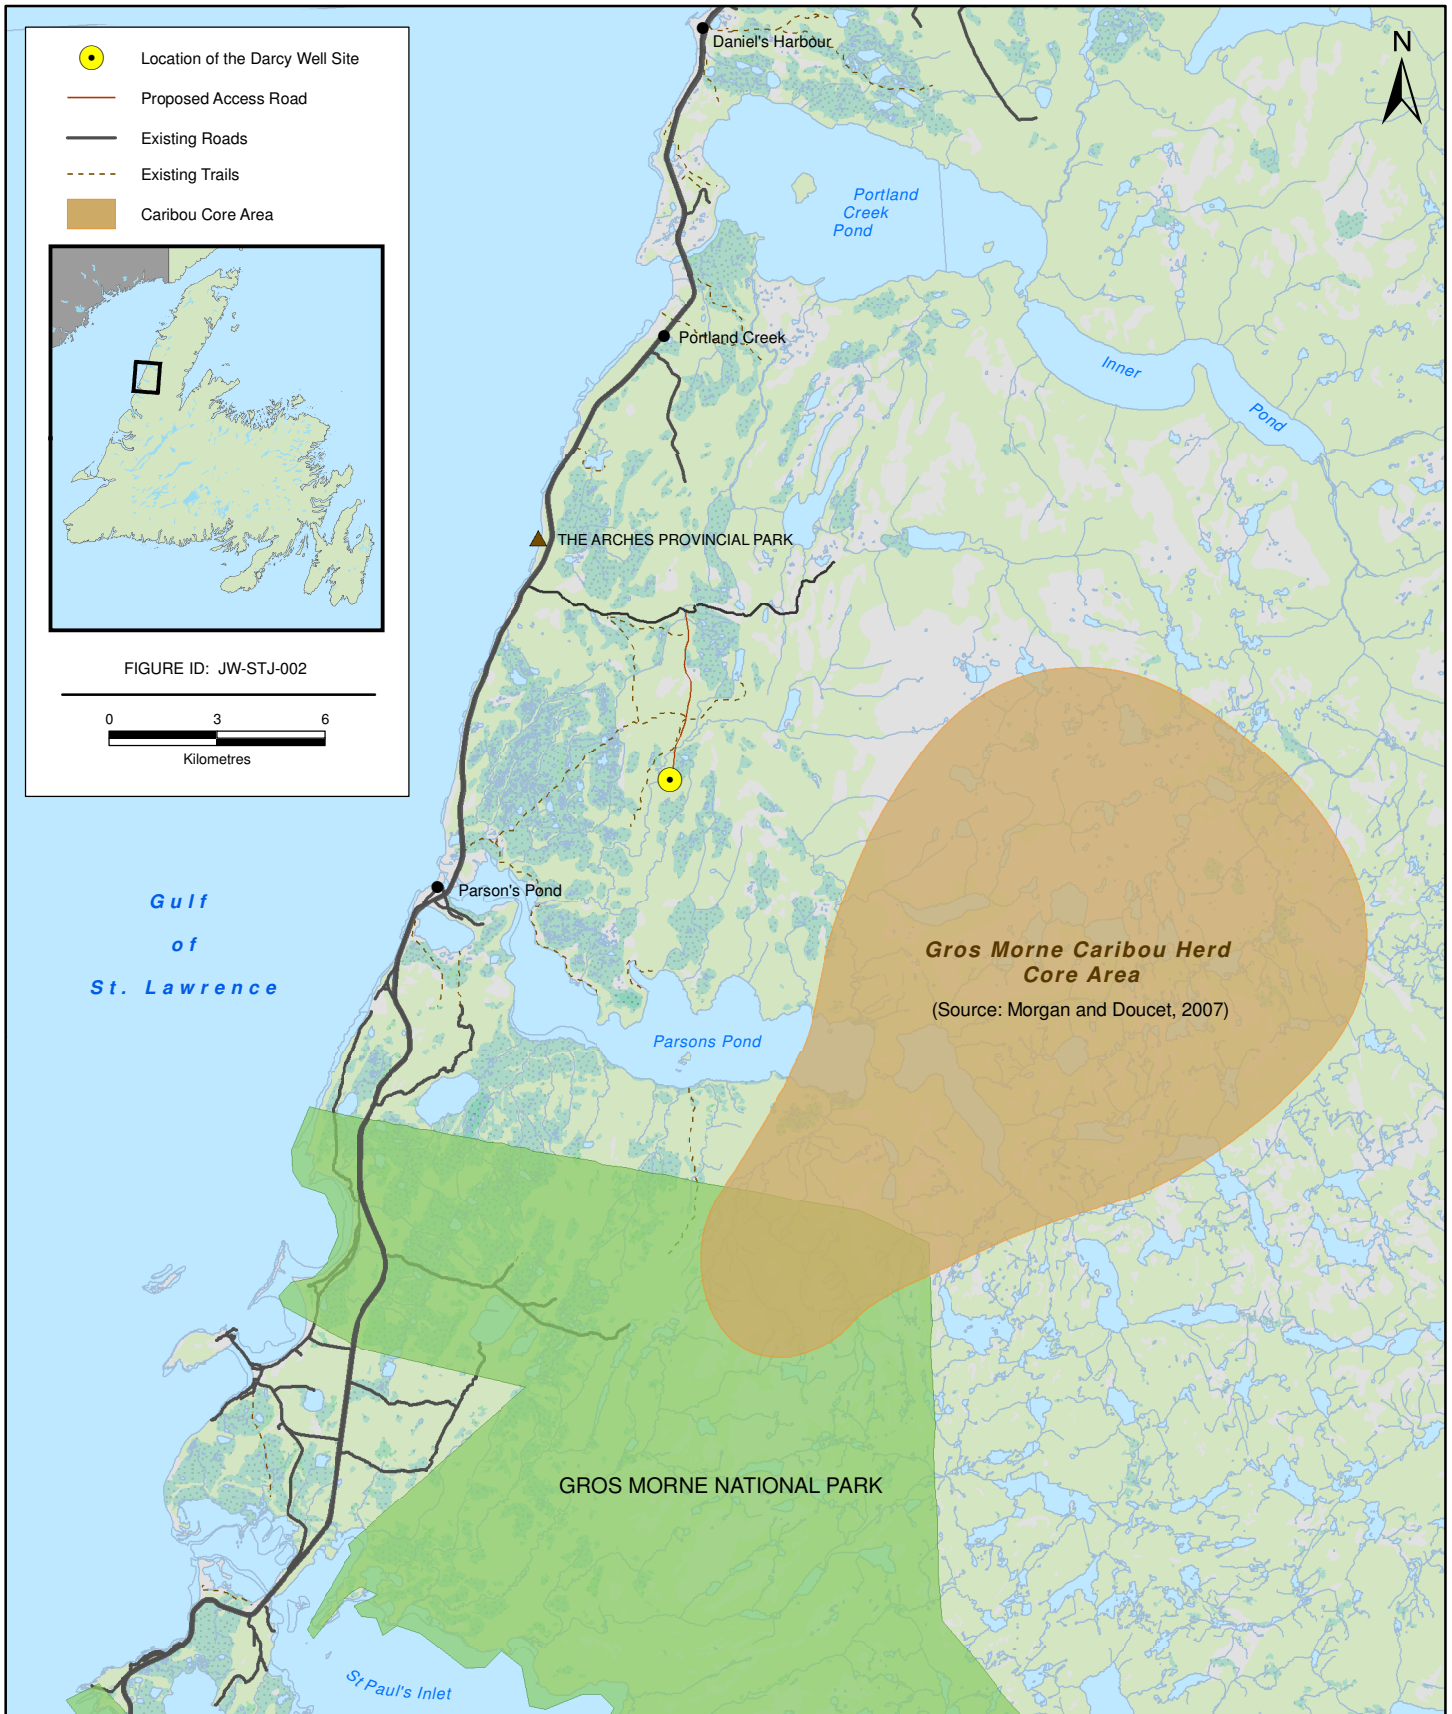 Location of the Darcy Well Site
Proposed Access Road
Existing Roads
Existing Trails
Caribou Core Area
FIGURE ID: JW-STJ-002
0 3 6
Kilometres
N
Daniel's Harbour
Portland
Creek
Pond
Portland Creek
Inner
Pond
THE ARCHES PROVINCIAL PARK
Parson's Pond
Gulf
of
St. Lawrence
Gros Morne Caribou Herd
Core Area
(Source: Morgan and Doucet, 2007)
Parsons Pond
GROS MORNE NATIONAL PARK
St Paul's Inlet